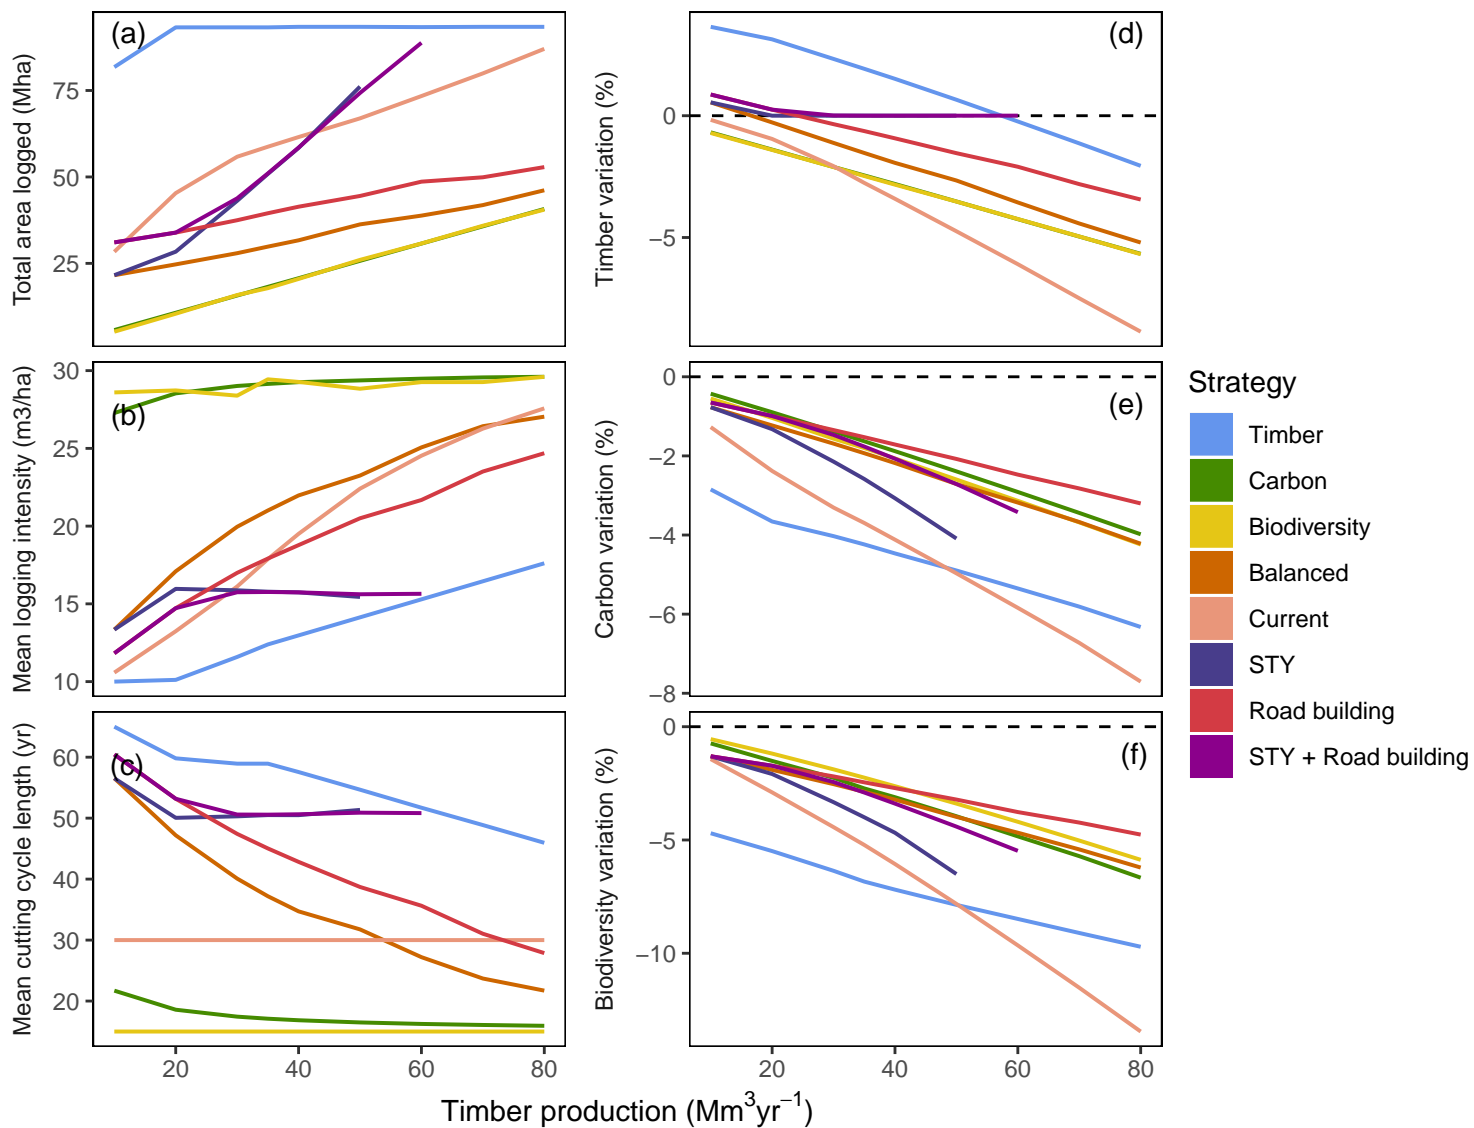 (a)
Total area logged (Mha)
75
50
25
(d)
Timber variation (%)
0
−5
(b)
Mean logging intensity (m3/ha)
30
25
20
15
10
(e)
Carbon variation (%)
0
−2
−4
−6
−8
(c)
Mean cutting cycle length (yr)
60
50
40
30
20
20 40 60 80
(f)
Biodiversity variation (%)
0
−5
−10
20 40 60 80
Timber production (Mm³yr⁻¹)
Strategy
Timber
Carbon
Biodiversity
Balanced
Current
STY
Road building
STY + Road building